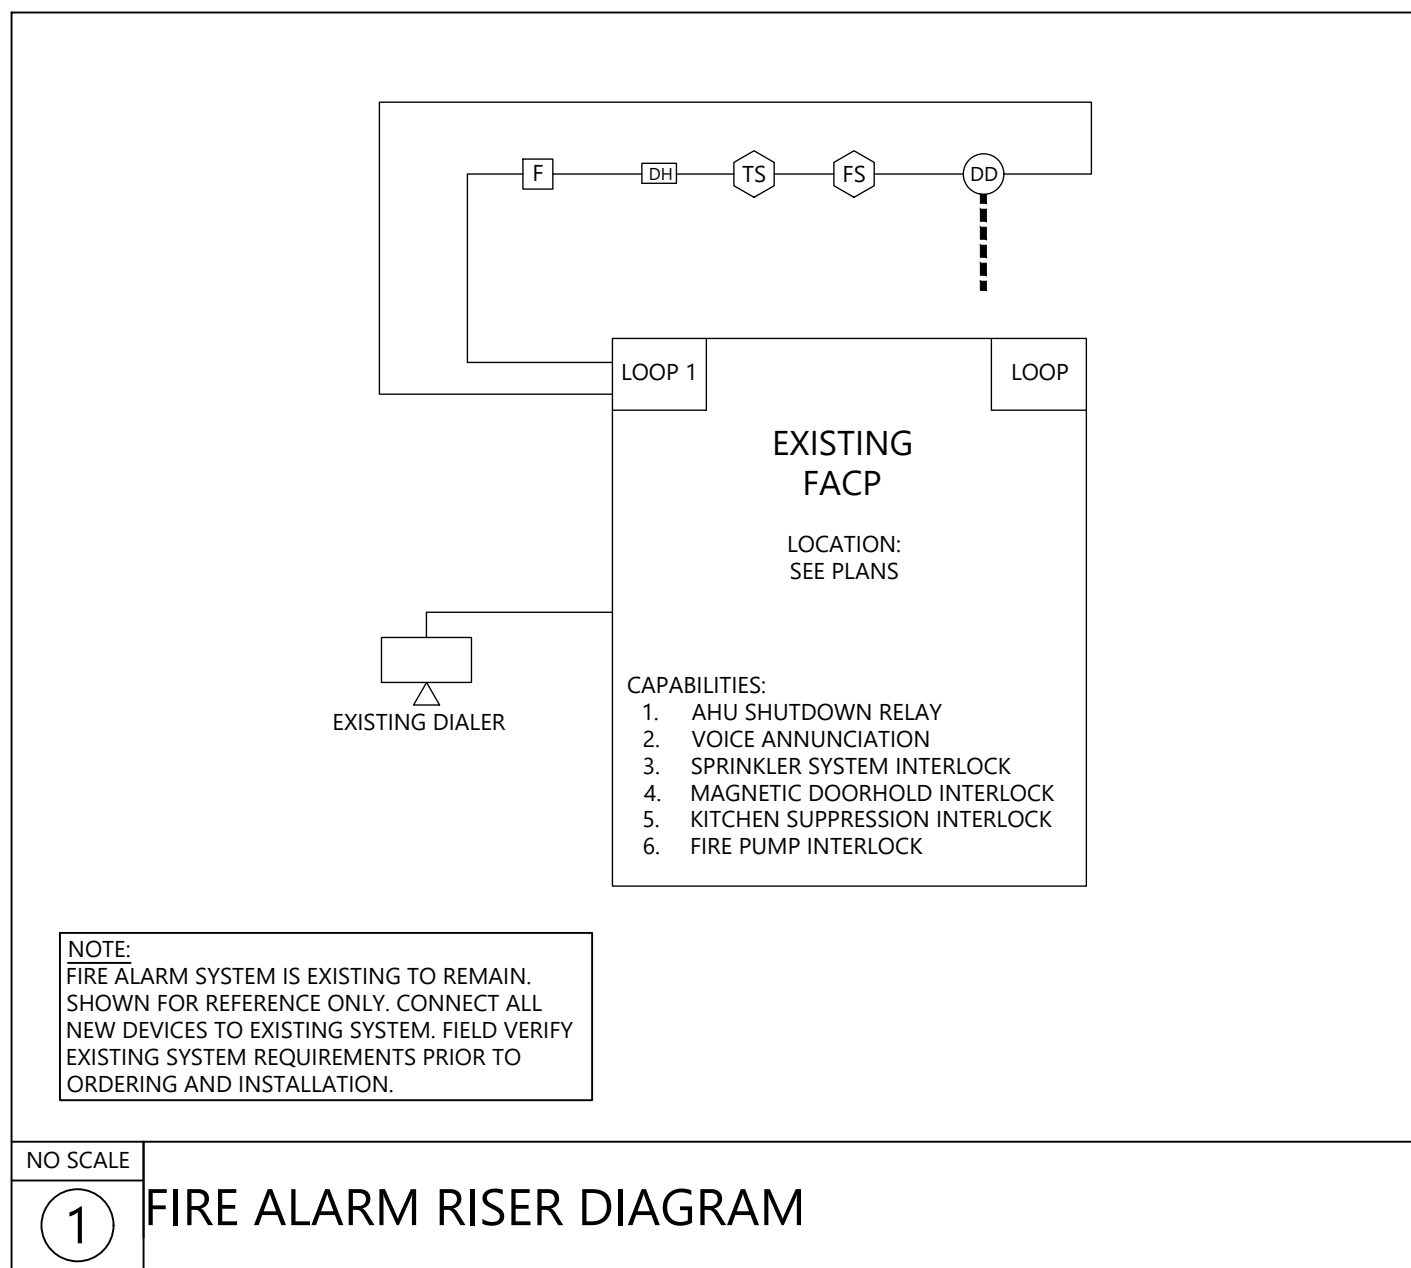 F
DH
TS
FS
DD
LOOP 1
LOOP
EXISTING
FACP
LOCATION:
SEE PLANS
EXISTING DIALER
CAPABILITIES:
1. AHU SHUTDOWN RELAY
2. VOICE ANNUNCIATION
3. SPRINKLER SYSTEM INTERLOCK
4. MAGNETIC DOORHOLD INTERLOCK
5. KITCHEN SUPPRESSION INTERLOCK
6. FIRE PUMP INTERLOCK
NOTE:
FIRE ALARM SYSTEM IS EXISTING TO REMAIN.
SHOWN FOR REFERENCE ONLY. CONNECT ALL
NEW DEVICES TO EXISTING SYSTEM. FIELD VERIFY
EXISTING SYSTEM REQUIREMENTS PRIOR TO
ORDERING AND INSTALLATION.
NO SCALE
1
FIRE ALARM RISER DIAGRAM